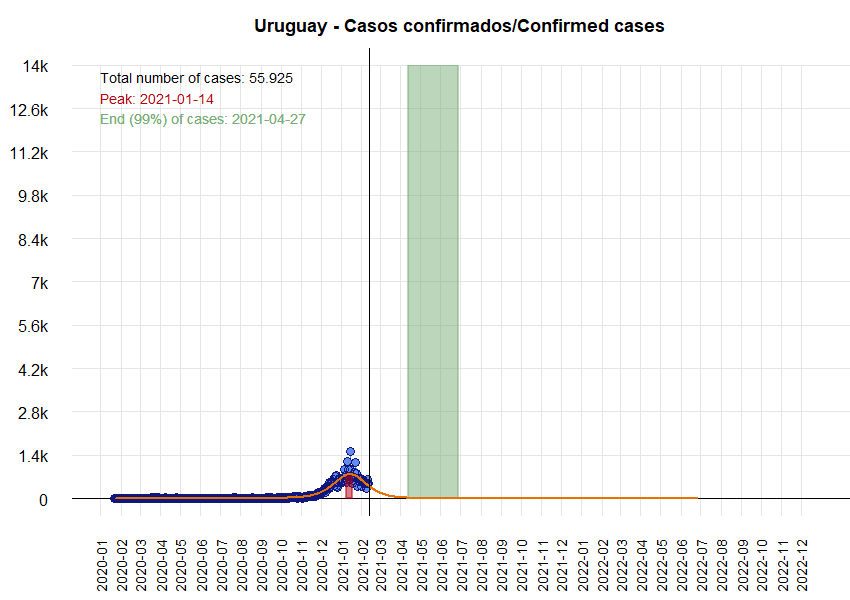 Uruguay - Casos confirmados/Confirmed cases
Total number of cases: 55.925
Peak: 2021-01-14
End (99%) of cases: 2021-04-27
14k
12.6k
11.2k
9.8k
8.4k
7k
5.6k
4.2k
2.8k
1.4k
0
2020-01
2020-02
2020-03
2020-04
2020-05
2020-06
2020-07
2020-08
2020-09
2020-10
2020-11
2020-12
2021-01
2021-02
2021-03
2021-04
2021-05
2021-06
2021-07
2021-08
2021-09
2021-10
2021-11
2021-12
2022-01
2022-02
2022-03
2022-04
2022-05
2022-06
2022-07
2022-08
2022-09
2022-10
2022-11
2022-12